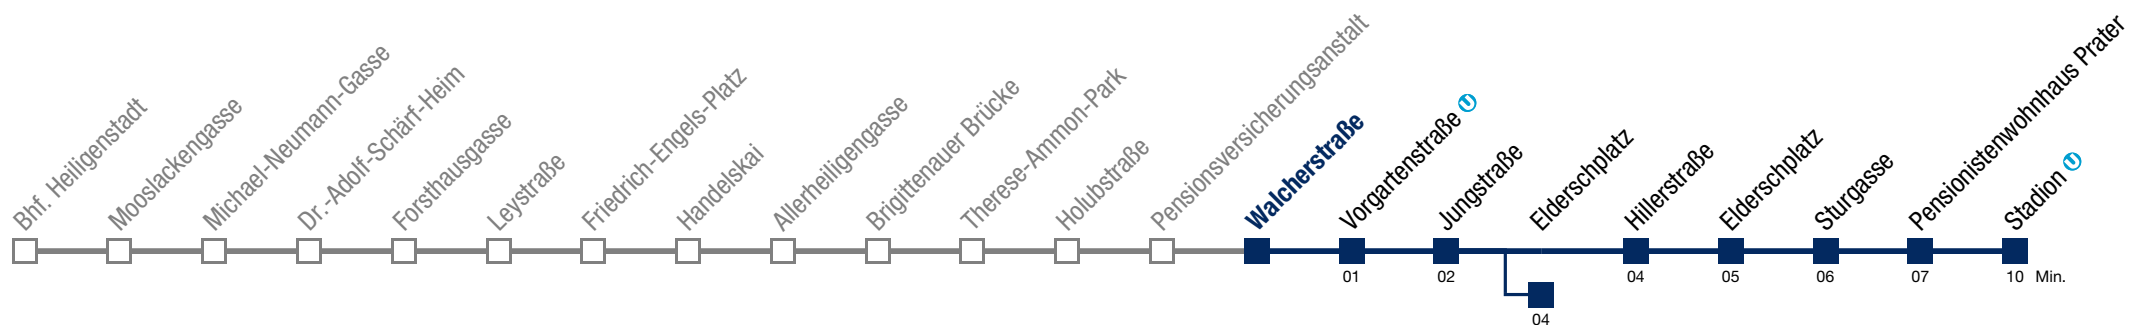 Bhf. Heiligenstadt
Mooslackengasse
Michael-Neumann-Gasse
Dr.-Adolf-Schärf-Heim
Forsthausgasse
Leystraße
Friedrich-Engels-Platz
Handelskai
Allerheiligengasse
Brigittenauer Brücke
Therese-Ammon-Park
Holubstraße
Pensionsversicherungsanstalt
Walcherstraße
Vorgartenstraße U
Jungstraße
Elderschplatz
Hillerstraße
Elderschplatz
Sturgasse
Pensionistenwohnhaus Prater
Stadion U
01 02 04 05 06 07 10 Min.
04